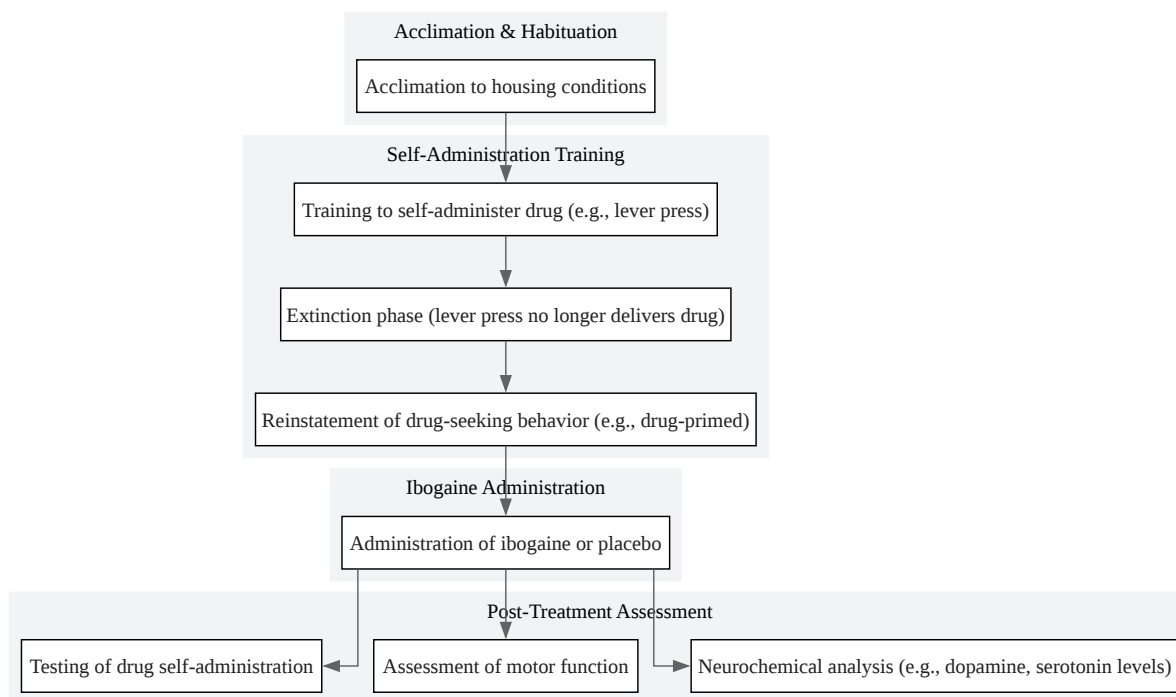 Acclimation & Habituation
Acclimation to housing conditions
Self-Administration Training
Training to self-administer drug (e.g., lever press)
Extinction phase (lever press no longer delivers drug)
Reinstatement of drug-seeking behavior (e.g., drug-primed)
Ibogaine Administration
Administration of ibogaine or placebo
Post-Treatment Assessment
Testing of drug self-administration
Assessment of motor function
Neurochemical analysis (e.g., dopamine, serotonin levels)